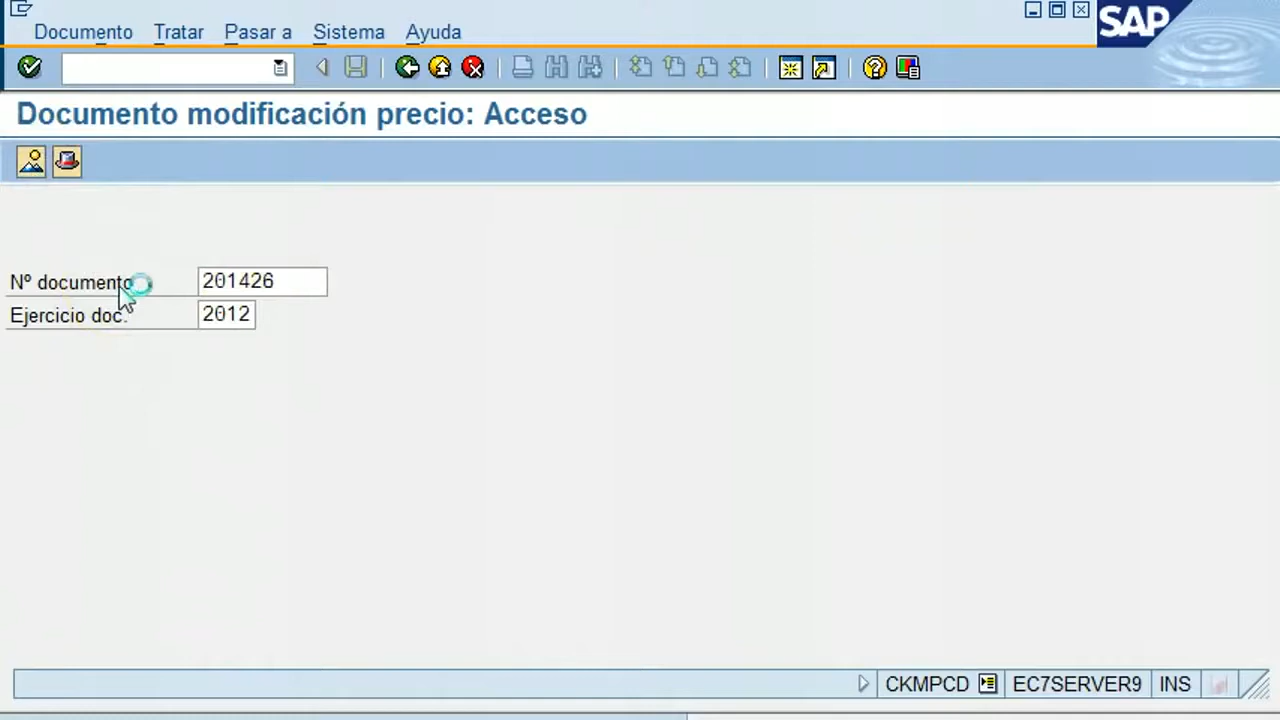 Documento Tratar Pasar a Sistema Ayuda
SAP
Documento modificación precio: Acceso
Nº documento 201426
Ejercicio doc. 2012
CKMPCD EC7SERVER9 INS